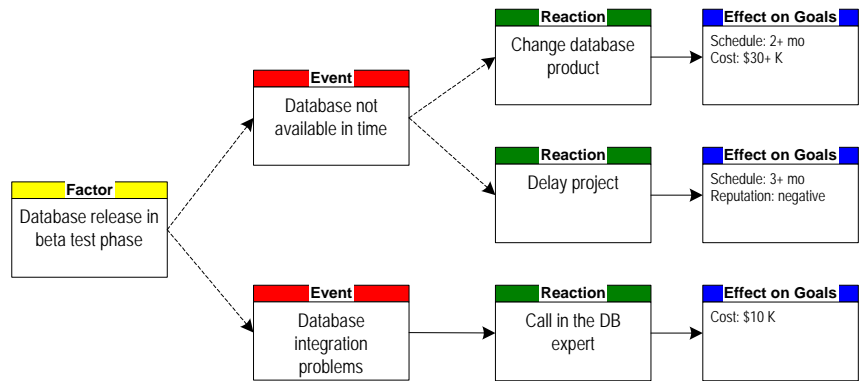 Factor
Database release in
beta test phase
Event
Database not
available in time
Reaction
Change database
product
Effect on Goals
Schedule: 2+ mo
Cost: $30+ K
Reaction
Delay project
Effect on Goals
Schedule: 3+ mo
Reputation: negative
Event
Database
integration
problems
Reaction
Call in the DB
expert
Effect on Goals
Cost: $10 K